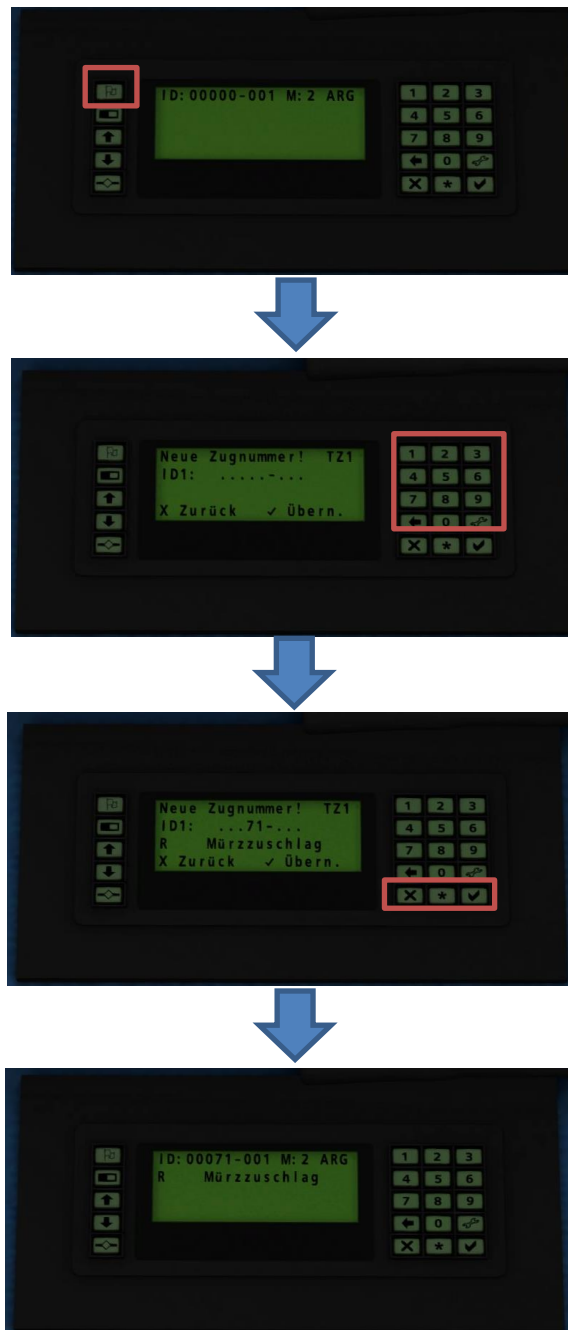 ID:00000-001 M:2 ARG
1 2 3
4 5 6
7 8 9
0
X * ✓
Neue Zugnummer! TZ1
ID1: .....-...
X Zurück ✓ Übern.
1 2 3
4 5 6
7 8 9
0
X * ✓
Neue Zugnummer! TZ1
ID1: ...71-...
R Mürzzuschlag
X Zurück ✓ Übern.
1 2 3
4 5 6
7 8 9
0
X * ✓
ID:00071-001 M:2 ARG
R Mürzzuschlag
1 2 3
4 5 6
7 8 9
0
X * ✓